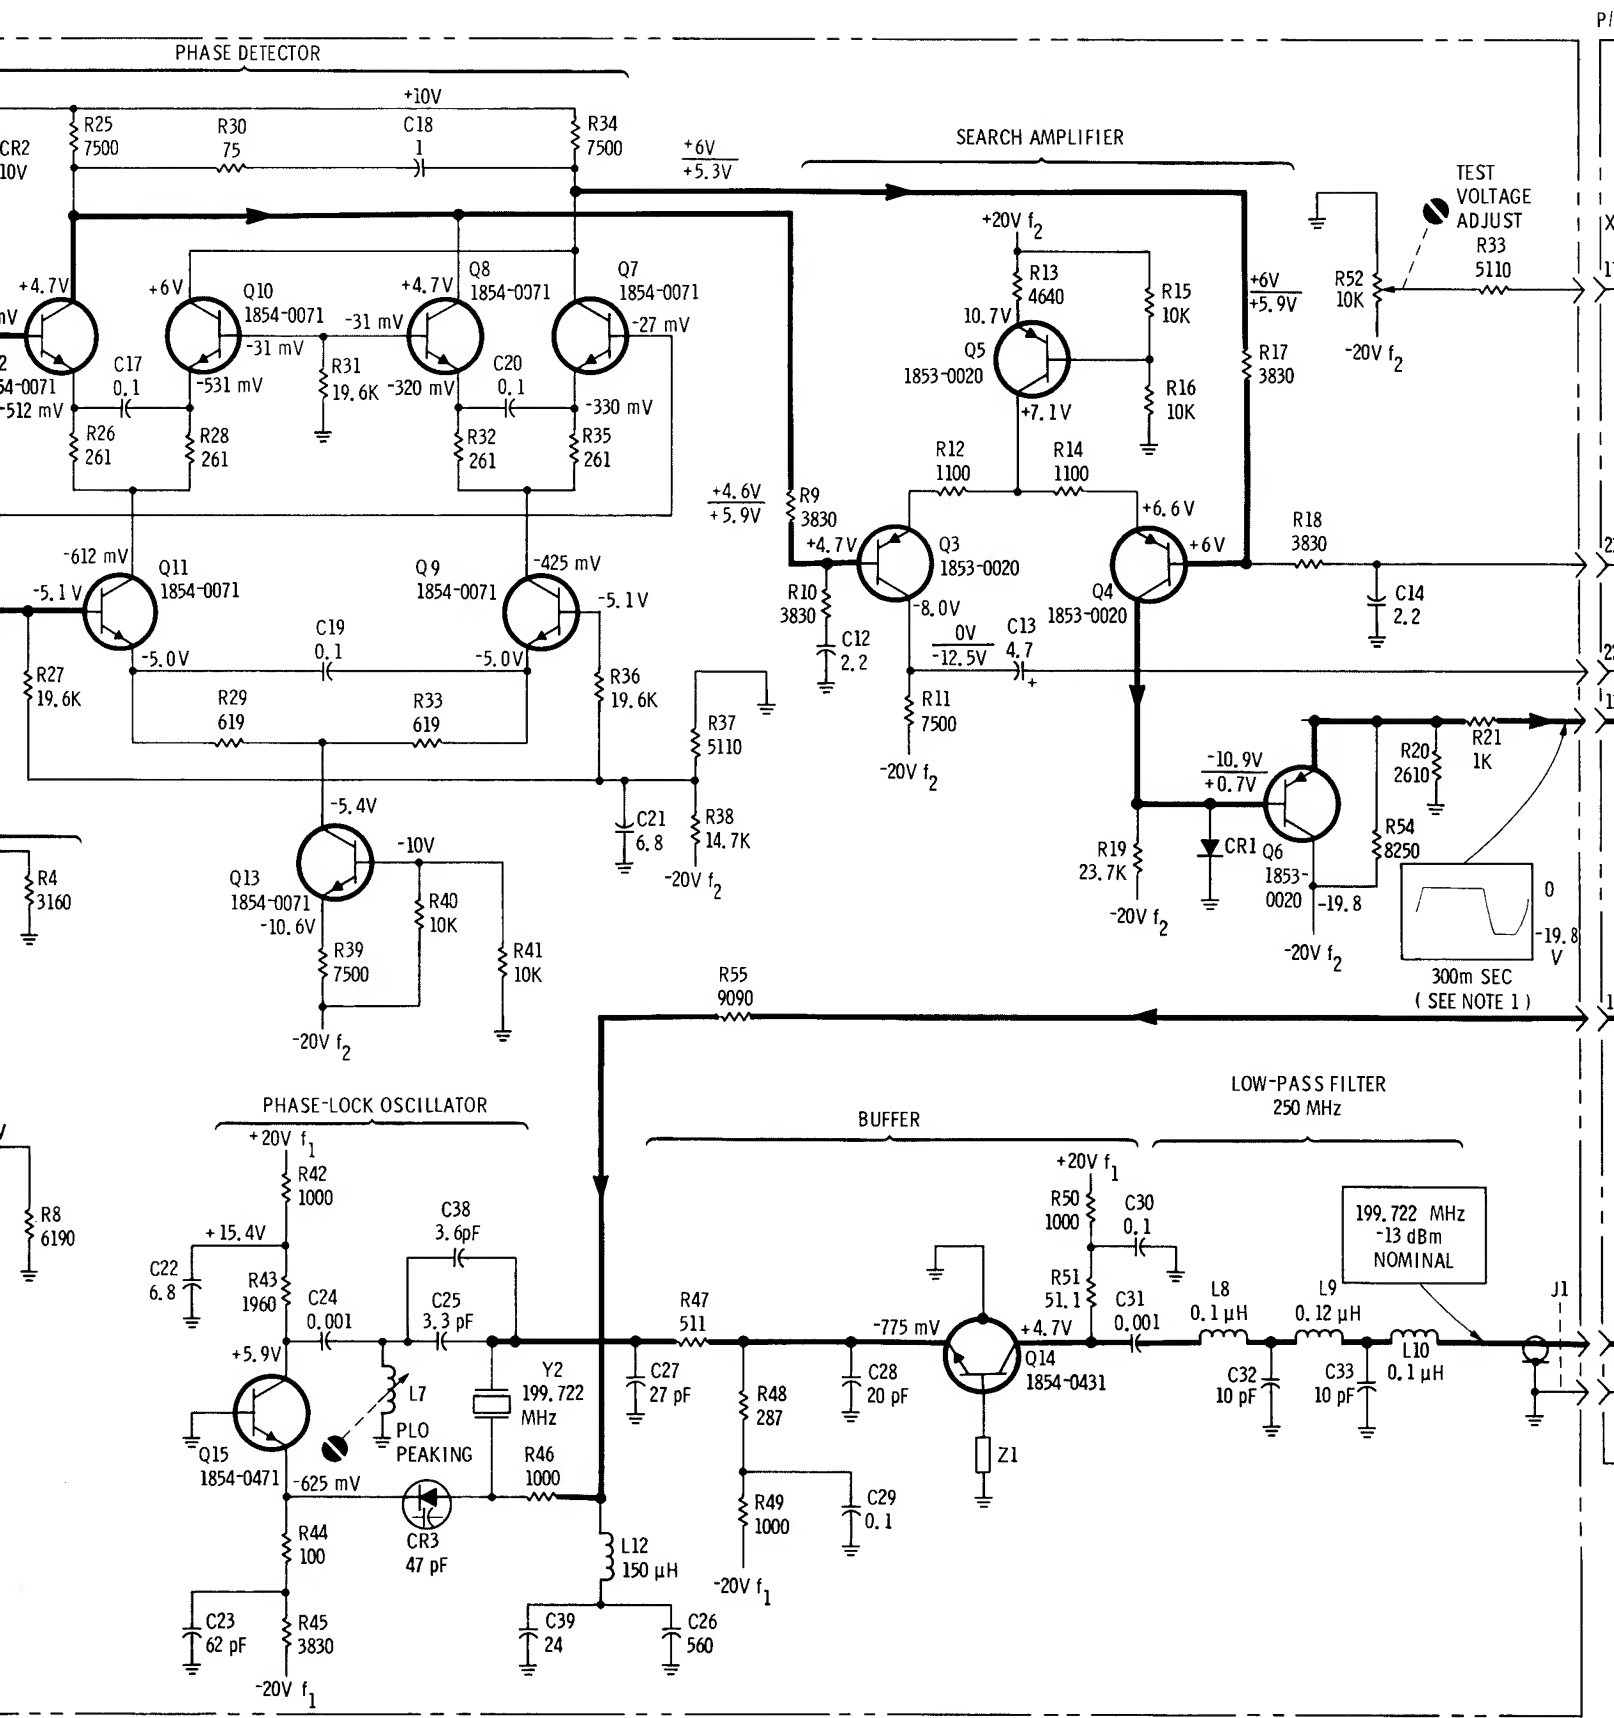 P/
PHASE DETECTOR
+10V
R25
7500
R30
75
C18
1
R34
7500
CR2
10V
+6V
+5.3V
SEARCH AMPLIFIER
TEST
VOLTAGE
ADJUST
R33
5110
X
+20V f2
R13
4640
R15
10K
+6V
+5.9V
R52
10K
-20V f2
+4.7V
+6V
Q10
1854-0071
-31 mV
-31 mV
+4.7V
Q8
1854-0071
Q7
1854-0071
-27 mV
10.7V
Q5
1853-0020
R17
3830
C17
0.1
-531 mV
R31
19.6K
-320 mV
C20
0.1
-330 mV
54-0071
-512 mV
+7.1V
R16
10K
R26
261
R28
261
R32
261
R35
261
R12
1100
R14
1100
+4.6V
+5.9V
R9
3830
+4.7V
+6.6V
+6V
R18
3830
-612 mV
-5.1V
Q11
1854-0071
Q9
1854-0071
-425 mV
-5.1V
Q3
1853-0020
Q4
1853-0020
R10
3830
C12
2.2
-8.0V
C14
2.2
C19
0.1
-5.0V
-5.0V
0V
-12.5V
C13
4.7
+
R27
19.6K
R29
619
R33
619
R36
19.6K
R37
5110
R11
7500
-20V f2
-10.9V
+0.7V
R20
2610
R21
1K
-5.4V
-10V
C21
6.8
R38
14.7K
-20V f2
R19
23.7K
-20V f2
CR1
Q6
1853-
0020
R54
8250
-19.8
-20V f2
0
-19.8
V
300m SEC
( SEE NOTE 1 )
R4
3160
Q13
1854-0071
-10.6V
R40
10K
R39
7500
R41
10K
-20V f2
R55
9090
PHASE-LOCK OSCILLATOR
BUFFER
LOW-PASS FILTER
250 MHz
+20V f1
R42
1000
+20V f1
R50
1000
C30
0.1
199.722 MHz
-13 dBm
NOMINAL
R8
6190
+15.4V
C38
3.6pF
C22
6.8
R43
1960
C24
0.001
C25
3.3 pF
R47
511
R51
51.1
C31
0.001
L8
0.1 µH
L9
0.12 µH
J1
+5.9V
-775 mV
+4.7V
Q14
1854-0431
L10
0.1 µH
L7
PLO
PEAKING
Y2
199.722
MHz
C27
27 pF
R48
287
C28
20 pF
C32
10 pF
C33
10 pF
Q15
1854-0471
-625 mV
R46
1000
Z1
CR3
47 pF
R44
100
L12
150 µH
R49
1000
C29
0.1
-20V f1
C23
62 pF
R45
3830
C39
24
C26
560
-20V f1